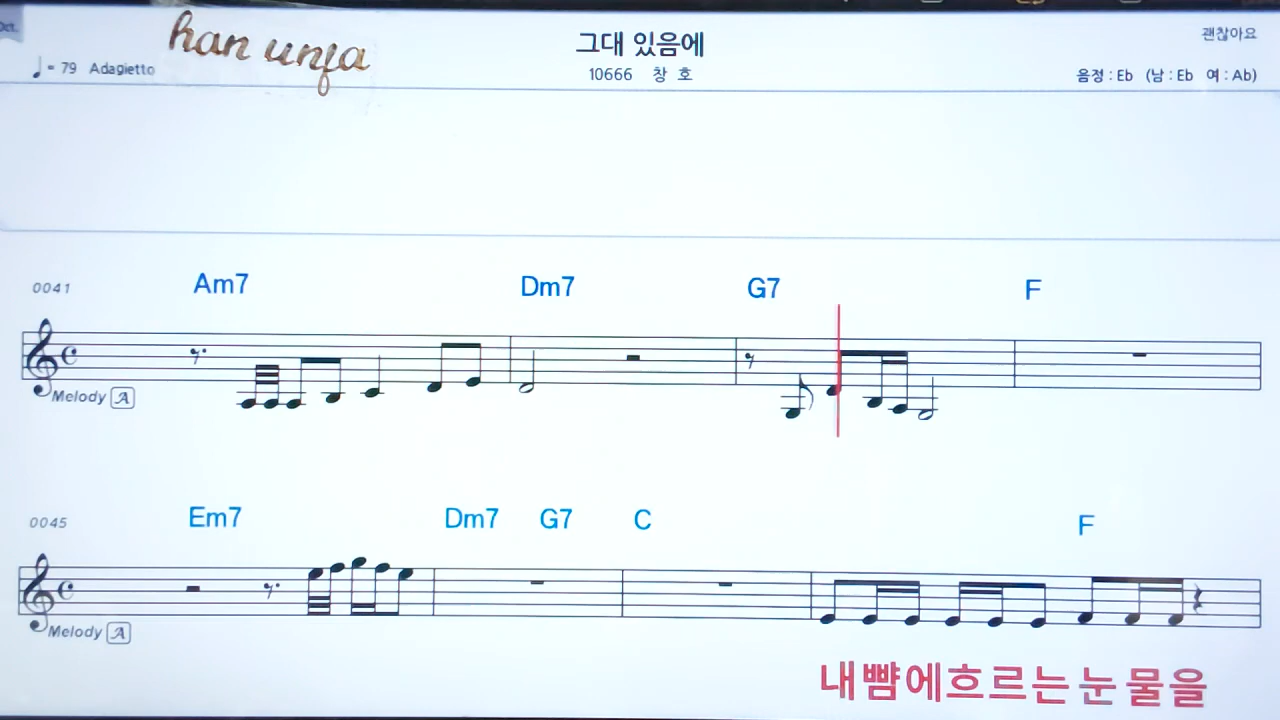 Oct.
han unja
그대 있음에
괜찮아요
♩= 79 Adagietto
10666 창 호
음정 : Eb (남 : Eb 여 : Ab)
0041 Am7 Dm7 G7 F
Melody A
0045 Em7 Dm7 G7 C F
Melody A
내뺨에흐르는눈물을